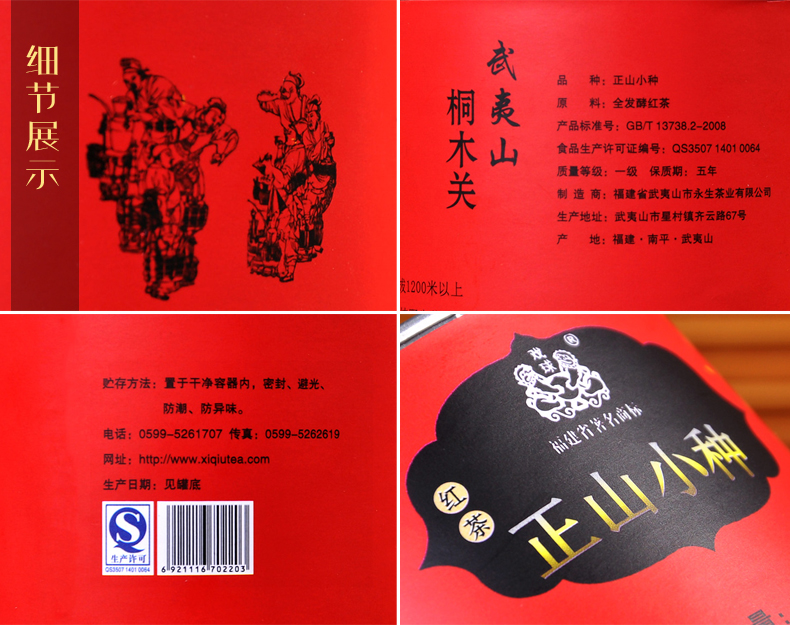 细节展示
武夷山
桐木关
品 种：正山小种
原 料：全发酵红茶
产品标准号：GB/T 13738.2-2008
食品生产许可证编号：QS3507 1401 0064
质量等级：一级 保质期：五年
制 造 商：福建省武夷山市永生茶业有限公司
生产地址：武夷山市星村镇齐云路67号
产 地：福建·南平·武夷山
1200米以上
贮存方法：置于干净容器内，密封、避光、
防潮、防异味。
电话：0599-5261707 传真：0599-5262619
网址：http://www.xiqiutea.com
生产日期：见罐底
生产许可
QS3507 1401 0064
6 921116 702203
戏球
®
福建省著名商标
红茶
正山小种